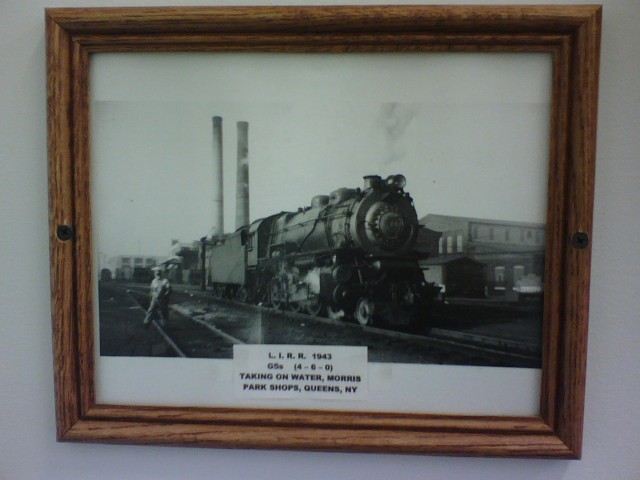 L. I. R. R. 1943
G5s (4 – 6 – 0)
TAKING ON WATER, MORRIS
PARK SHOPS, QUEENS, NY